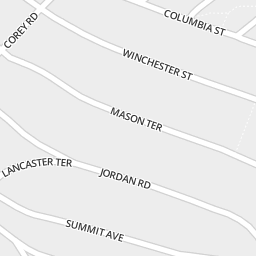 COLUMBIA ST
COREY RD
WINCHESTER ST
MASON TER
LANCASTER TER
JORDAN RD
SUMMIT AVE